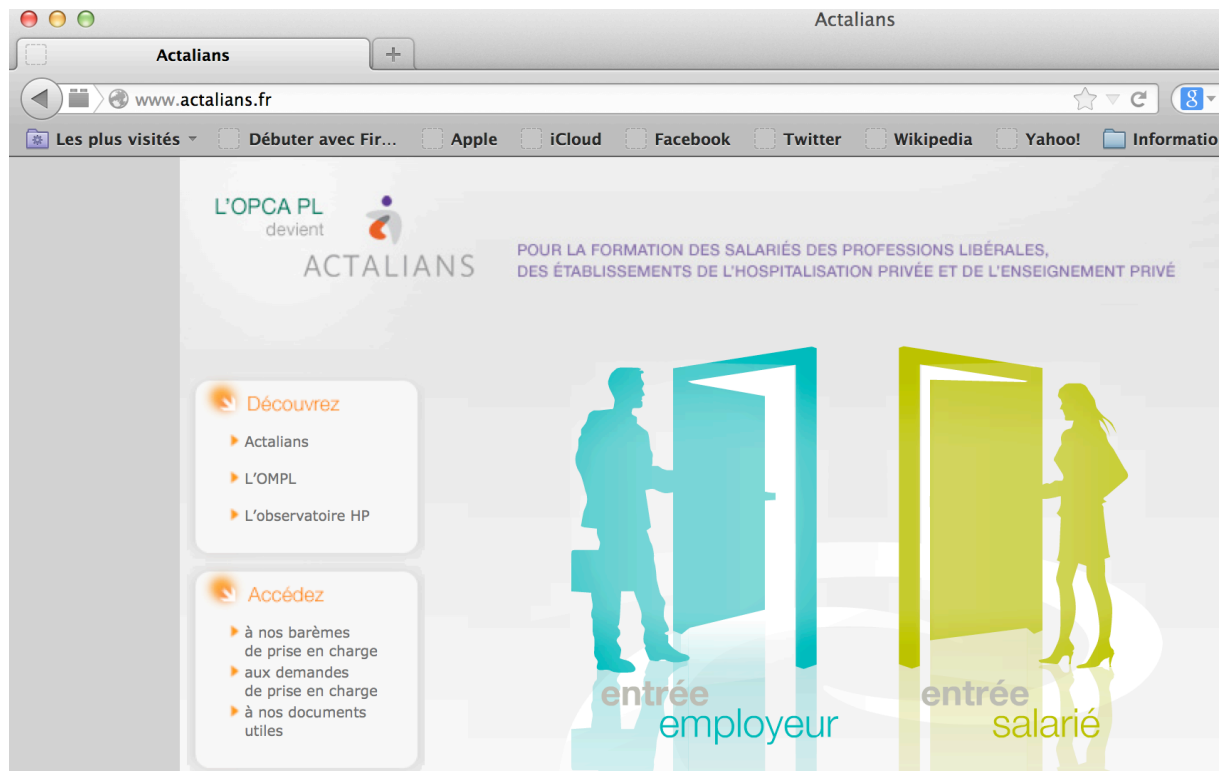 Actalians
Actalians
www.actalians.fr
Les plus visités
Débuter avec Fir...
Apple
iCloud
Facebook
Twitter
Wikipedia
Yahoo!
Informatio
L'OPCA PL
devient
ACTALIANS
POUR LA FORMATION DES SALARIÉS DES PROFESSIONS LIBÉRALES,
DES ÉTABLISSEMENTS DE L'HOSPITALISATION PRIVÉE ET DE L'ENSEIGNEMENT PRIVÉ
Découvrez
Actalians
L'OMPL
L'observatoire HP
Accédez
à nos barèmes
de prise en charge
aux demandes
de prise en charge
à nos documents
utiles
entrée
employeur
entrée
salarié